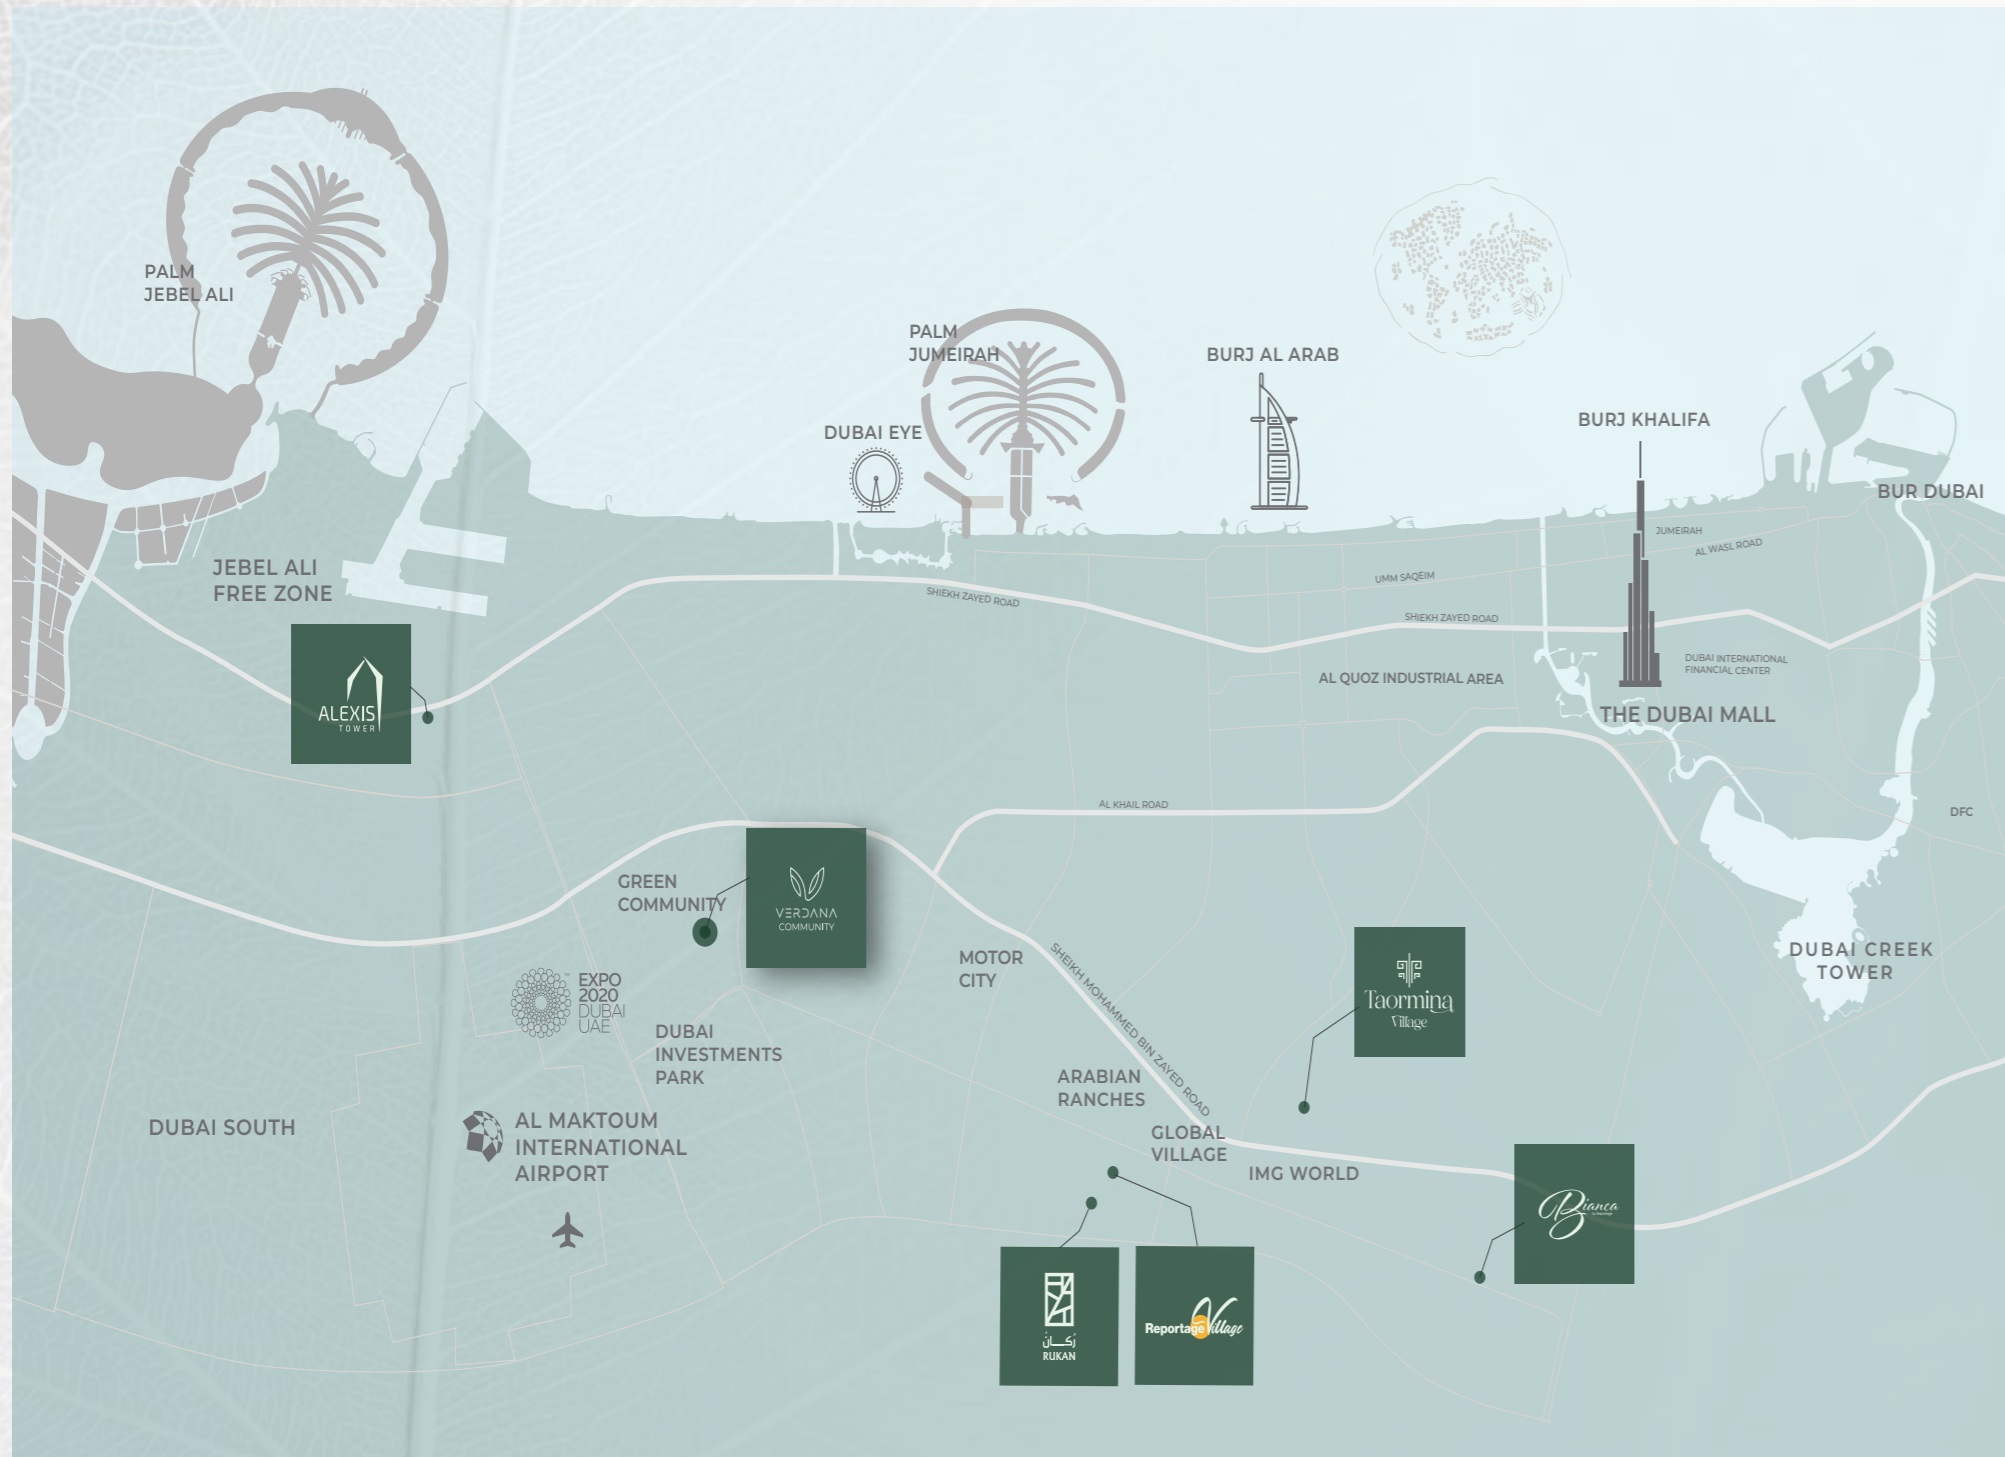 PALM
JEBEL ALI
PALM
JUMEIRAH
BURJ AL ARAB
DUBAI EYE
BURJ KHALIFA
BUR DUBAI
JUMEIRAH
AL WASL ROAD
JEBEL ALI
FREE ZONE
UMM SAQEIM
SHIEKH ZAYED ROAD
SHIEKH ZAYED ROAD
DUBAI INTERNATIONAL
FINANCIAL CENTER
AL QUOZ INDUSTRIAL AREA
ALEXIS
TOWER
THE DUBAI MALL
AL KHAIL ROAD
DFC
GREEN
COMMUNITY
VERDANA
COMMUNITY
MOTOR
CITY
SHEIKH MOHAMMED BIN ZAYED ROAD
DUBAI CREEK
TOWER
EXPO
2020
DUBAI
UAE
Taormina
Village
DUBAI
INVESTMENTS
PARK
ARABIAN
RANCHES
DUBAI SOUTH
AL MAKTOUM
INTERNATIONAL
AIRPORT
GLOBAL
VILLAGE
IMG WORLD
Bianca
رُكـــانْ
RUKAN
Reportage Village